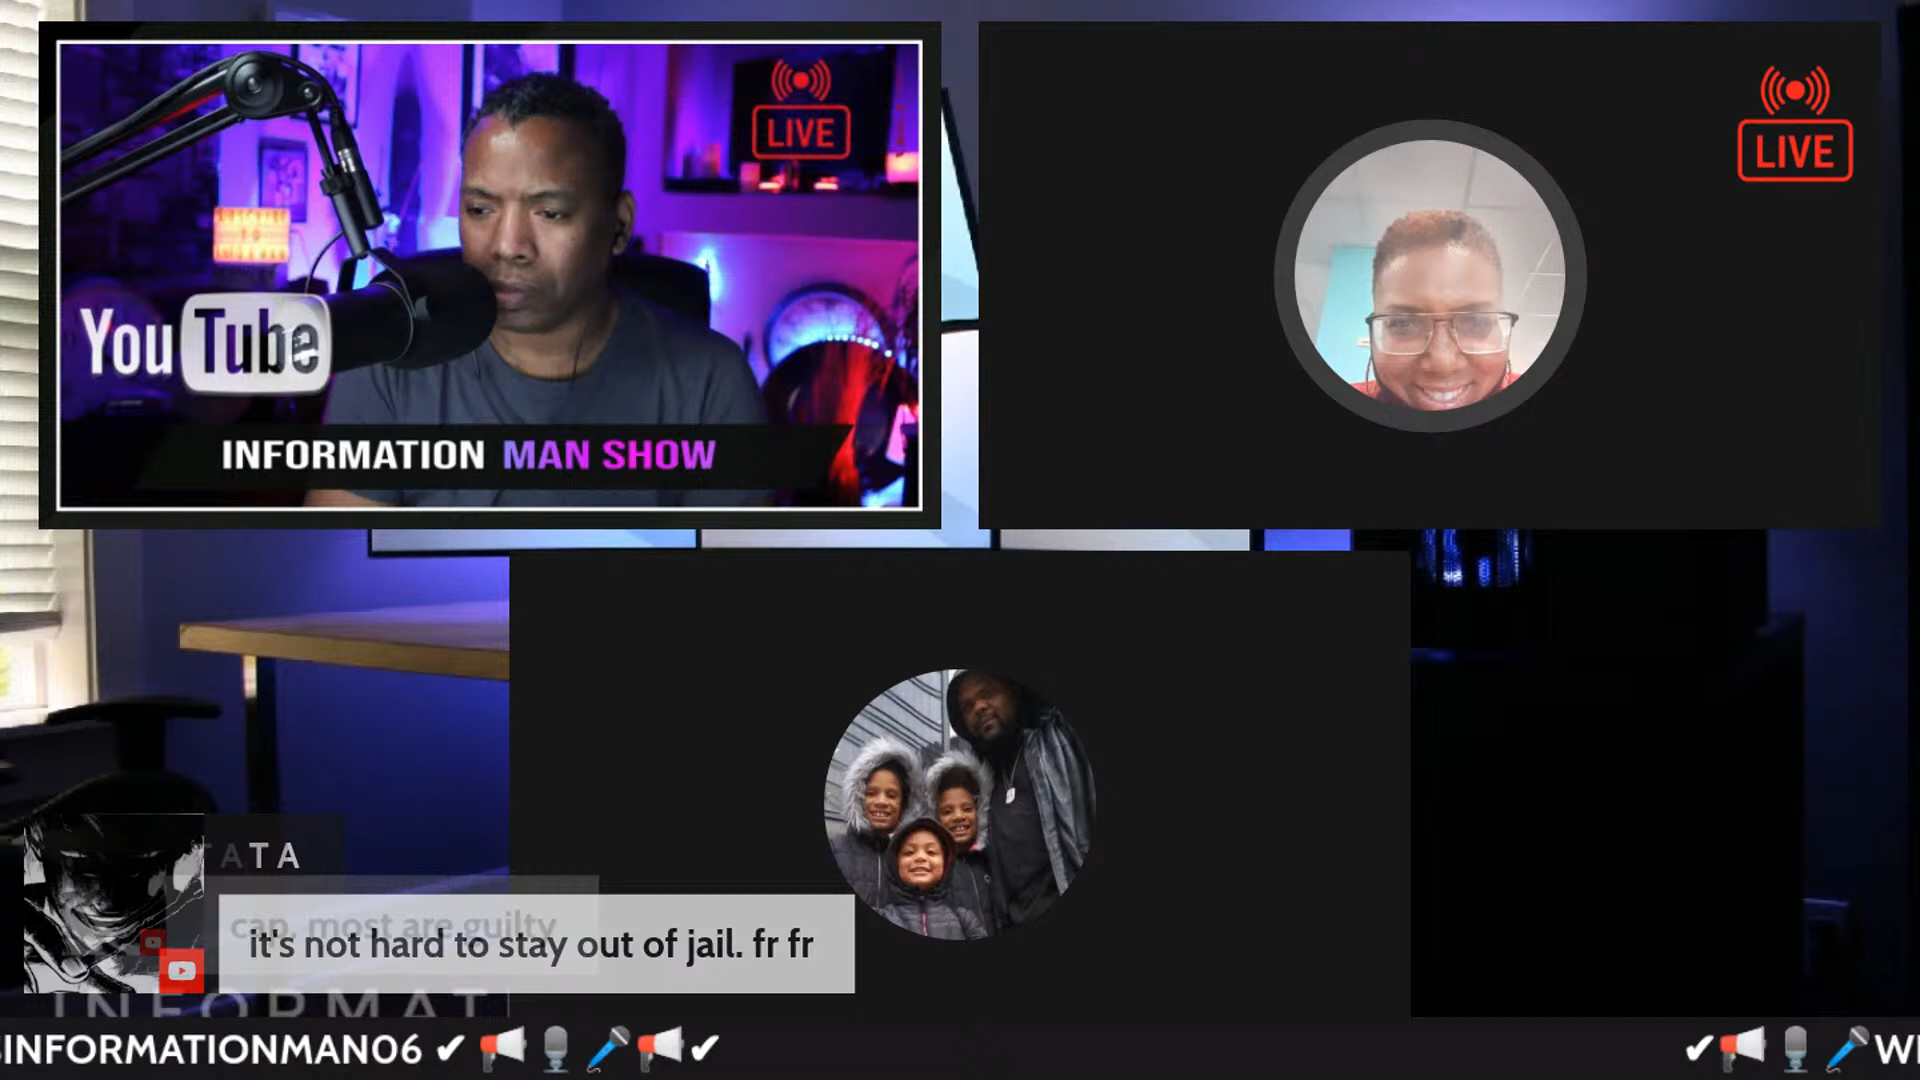 LIVE
YouTube
INFORMATION MAN SHOW
LIVE
ATA
cap, most are guilty
it's not hard to stay out of jail. fr fr
INFORMAT
INFORMATIONMAN06 ✔ 📢 🎙 🎤 📢 ✔
✔ 📢 🎙 🎤